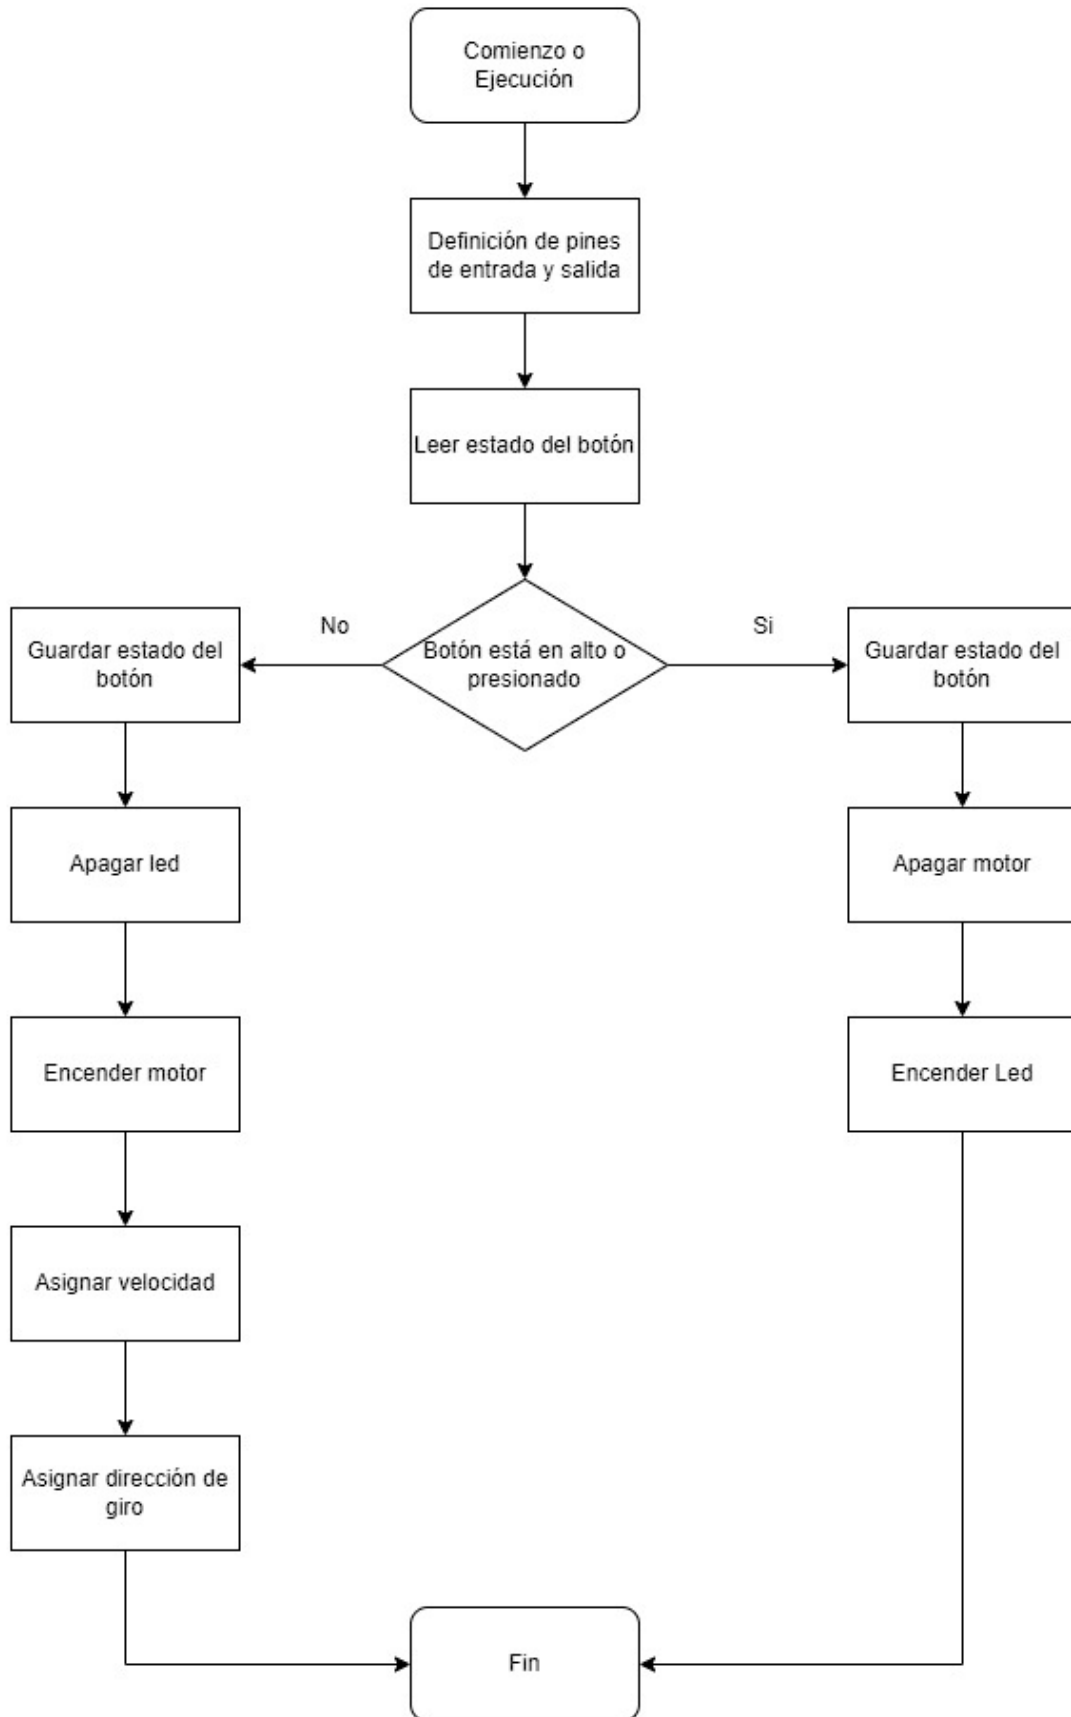 Comienzo o
Ejecución
Definición de pines
de entrada y salida
Leer estado del botón
No
Si
Guardar estado del
botón
Botón está en alto o
presionado
Guardar estado del
botón
Apagar led
Apagar motor
Encender motor
Encender Led
Asignar velocidad
Asignar dirección de
giro
Fin